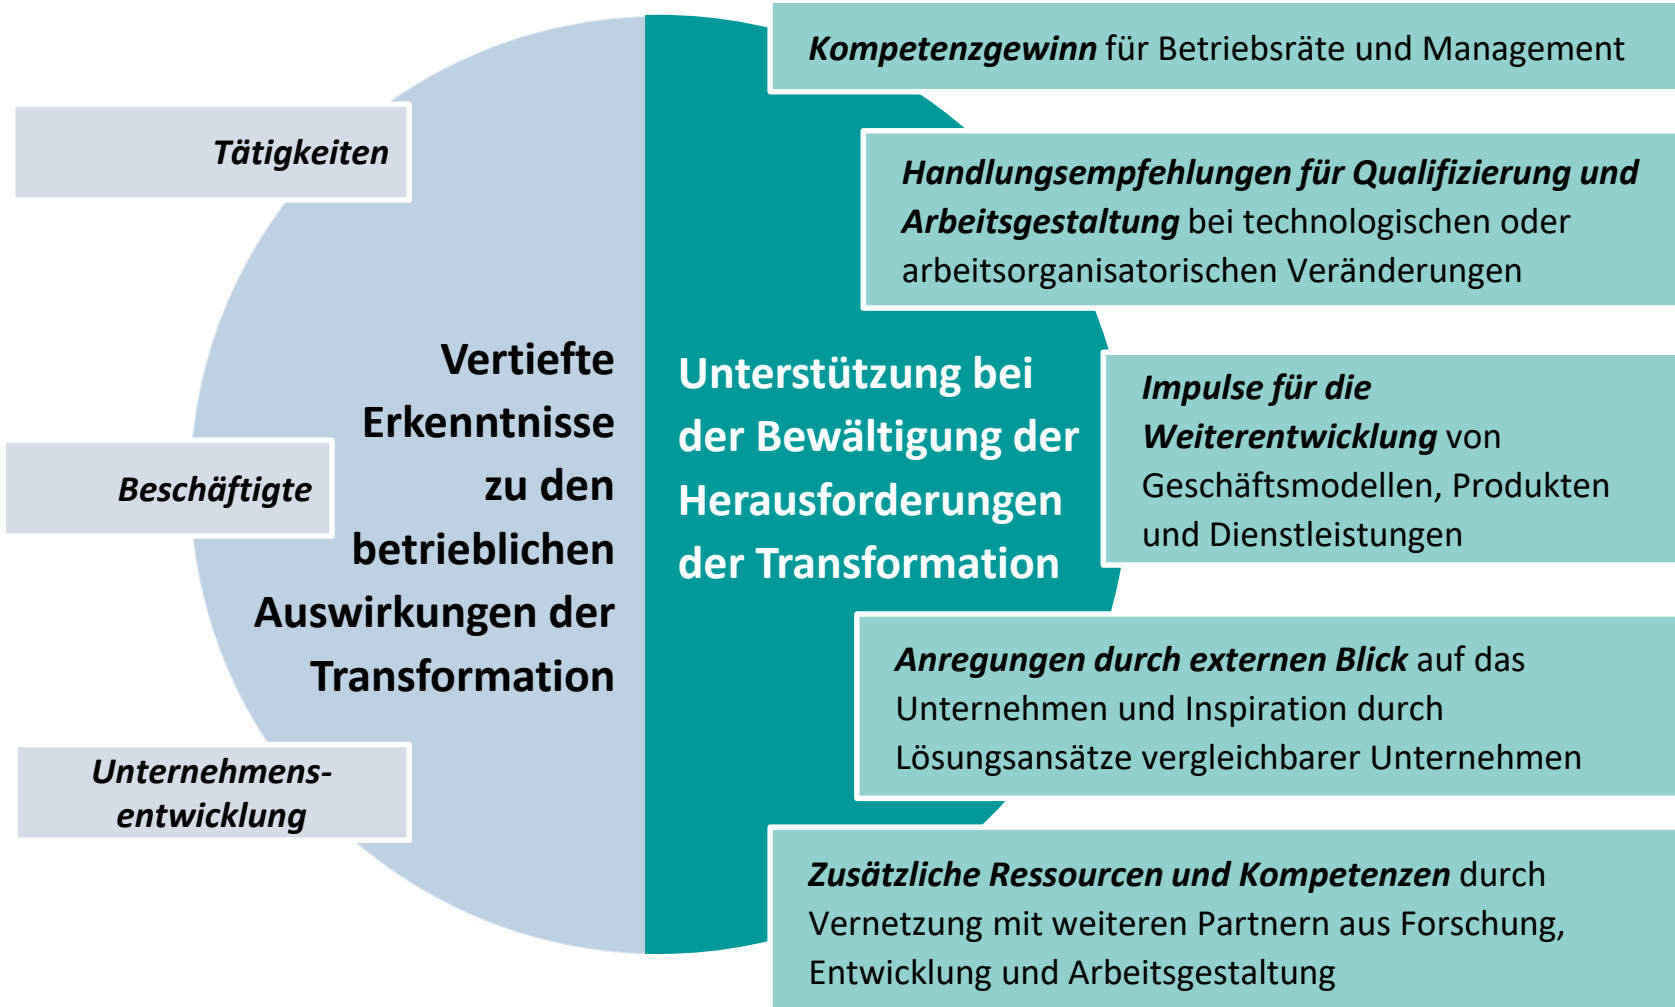 Tätigkeiten
Beschäftigte
Unternehmens-
entwicklung
Vertiefte
Erkenntnisse
zu den
betrieblichen
Auswirkungen der
Transformation
Unterstützung bei
der Bewältigung der
Herausforderungen
der Transformation
Kompetenzgewinn für Betriebsräte und Management
Handlungsempfehlungen für Qualifizierung und
Arbeitsgestaltung bei technologischen oder
arbeitsorganisatorischen Veränderungen
Impulse für die
Weiterentwicklung von
Geschäftsmodellen, Produkten
und Dienstleistungen
Anregungen durch externen Blick auf das
Unternehmen und Inspiration durch
Lösungsansätze vergleichbarer Unternehmen
Zusätzliche Ressourcen und Kompetenzen durch
Vernetzung mit weiteren Partnern aus Forschung,
Entwicklung und Arbeitsgestaltung